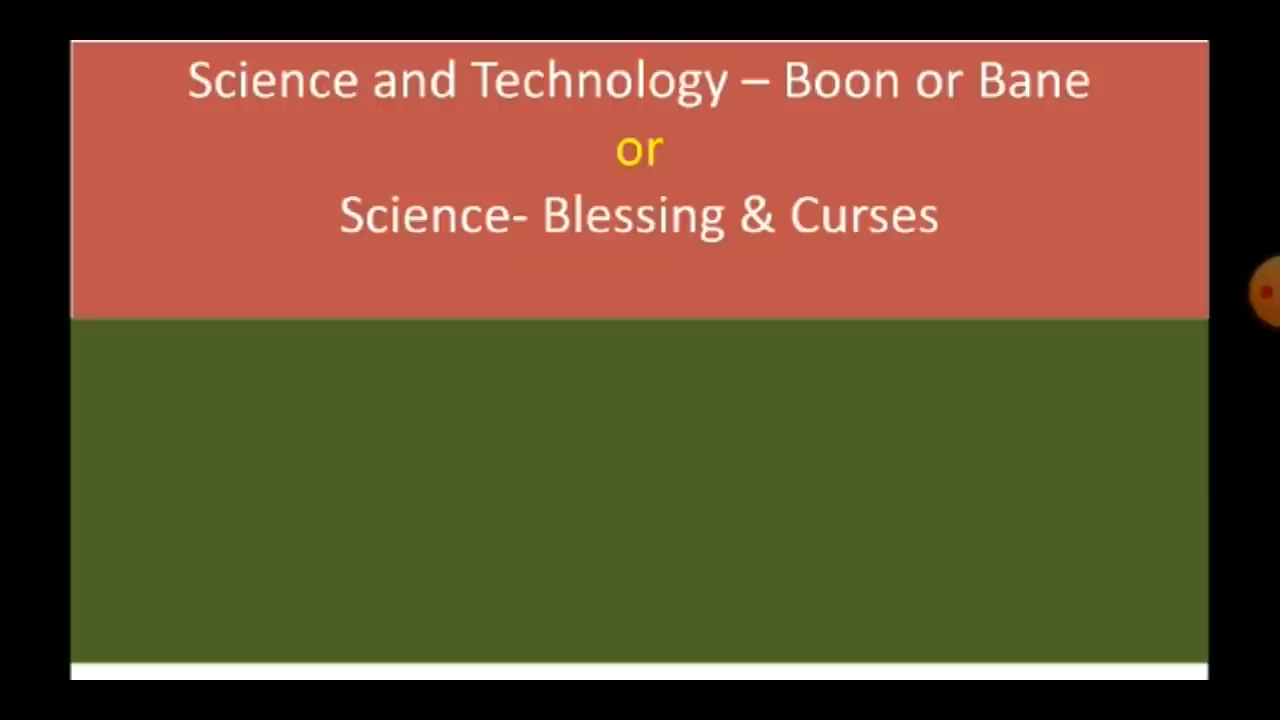 Science and Technology – Boon or Bane
or
Science- Blessing & Curses